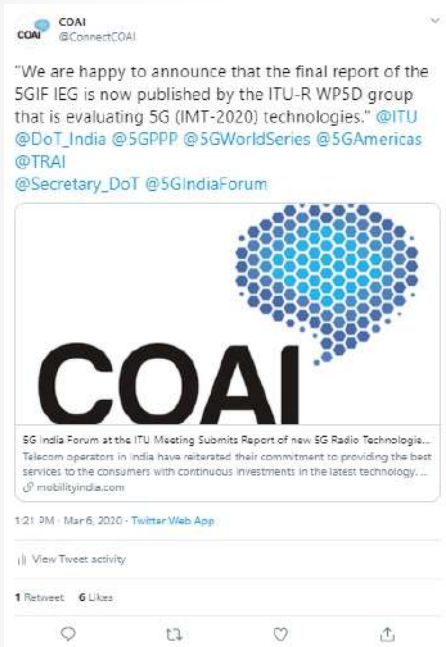 COAI
COAI
@ConnectCOAI
"We are happy to announce that the final report of the
5GIF IEG is now published by the ITU-R WP5D group
that is evaluating 5G (IMT-2020) technologies." @ITU
@DoT_India @5GPPP @5GWorldSeries @5GAmericas
@TRAI
@Secretary_DoT @5GIndiaForum
COAI
5G India Forum at the ITU Meeting Submits Report of new 5G Radio Technologie...
Telecom operators in India have reiterated their commitment to providing the best
services to the consumers with continuous investments in the latest technology. ...
mobilityindia.com
1:21 PM · Mar 6, 2020 · Twitter Web App
View Tweet activity
1 Retweet 6 Likes